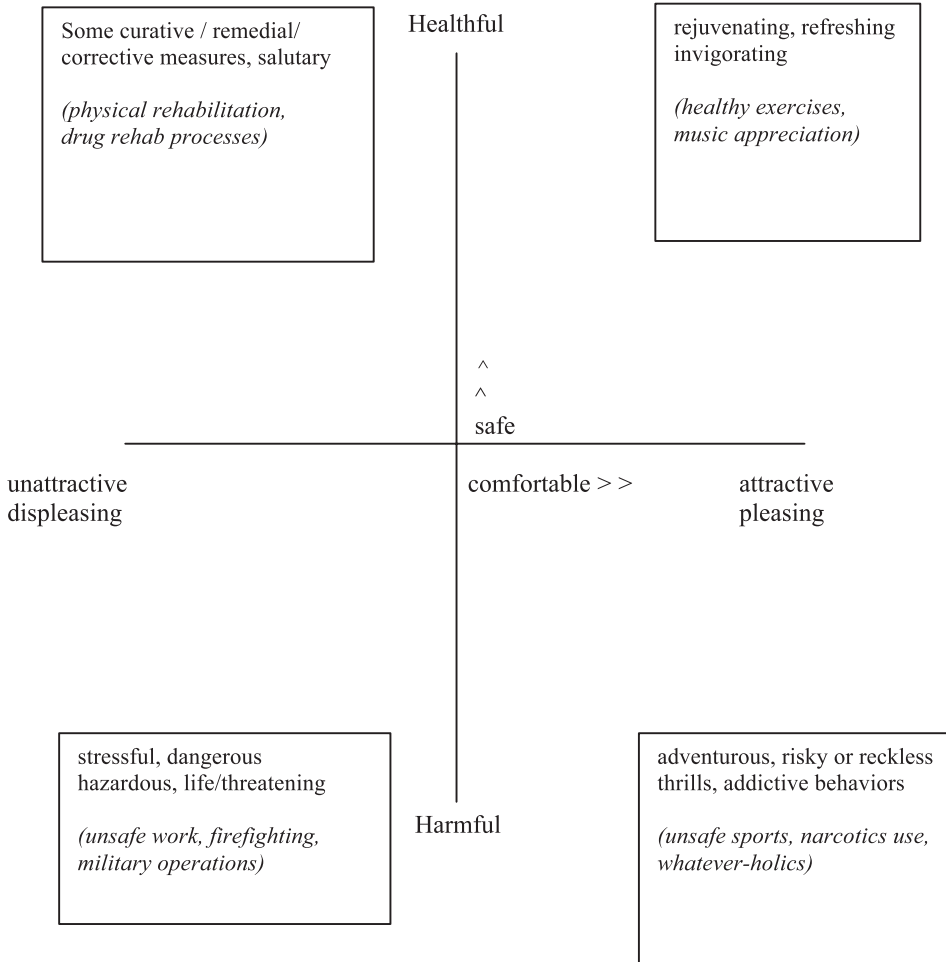 Some curative / remedial/
corrective measures, salutary
(physical rehabilitation,
drug rehab processes)
Healthful
rejuvenating, refreshing
invigorating
(healthy exercises,
music appreciation)
^
^
safe
unattractive
displeasing
comfortable > >
attractive
pleasing
stressful, dangerous
hazardous, life/threatening
(unsafe work, firefighting,
military operations)
Harmful
adventurous, risky or reckless
thrills, addictive behaviors
(unsafe sports, narcotics use,
whatever-holics)